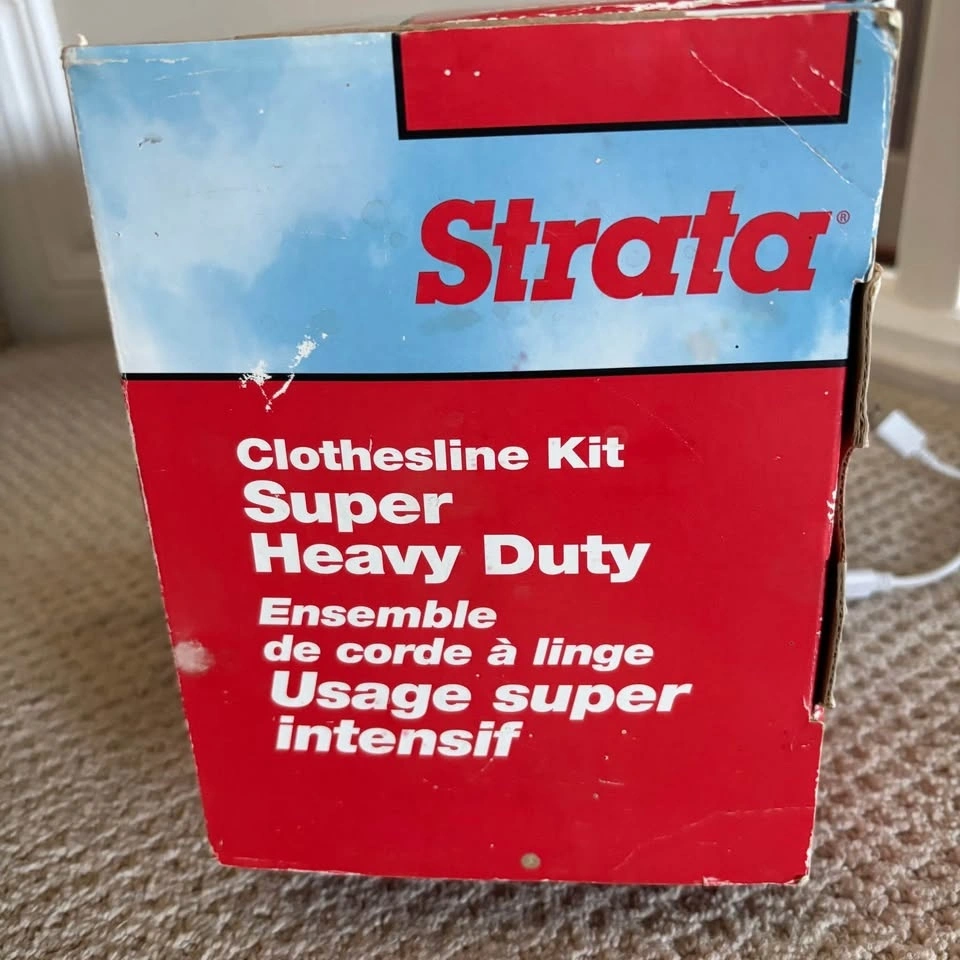 Strata®
Clothesline Kit
Super
Heavy Duty
Ensemble
de corde à linge
Usage super
intensif